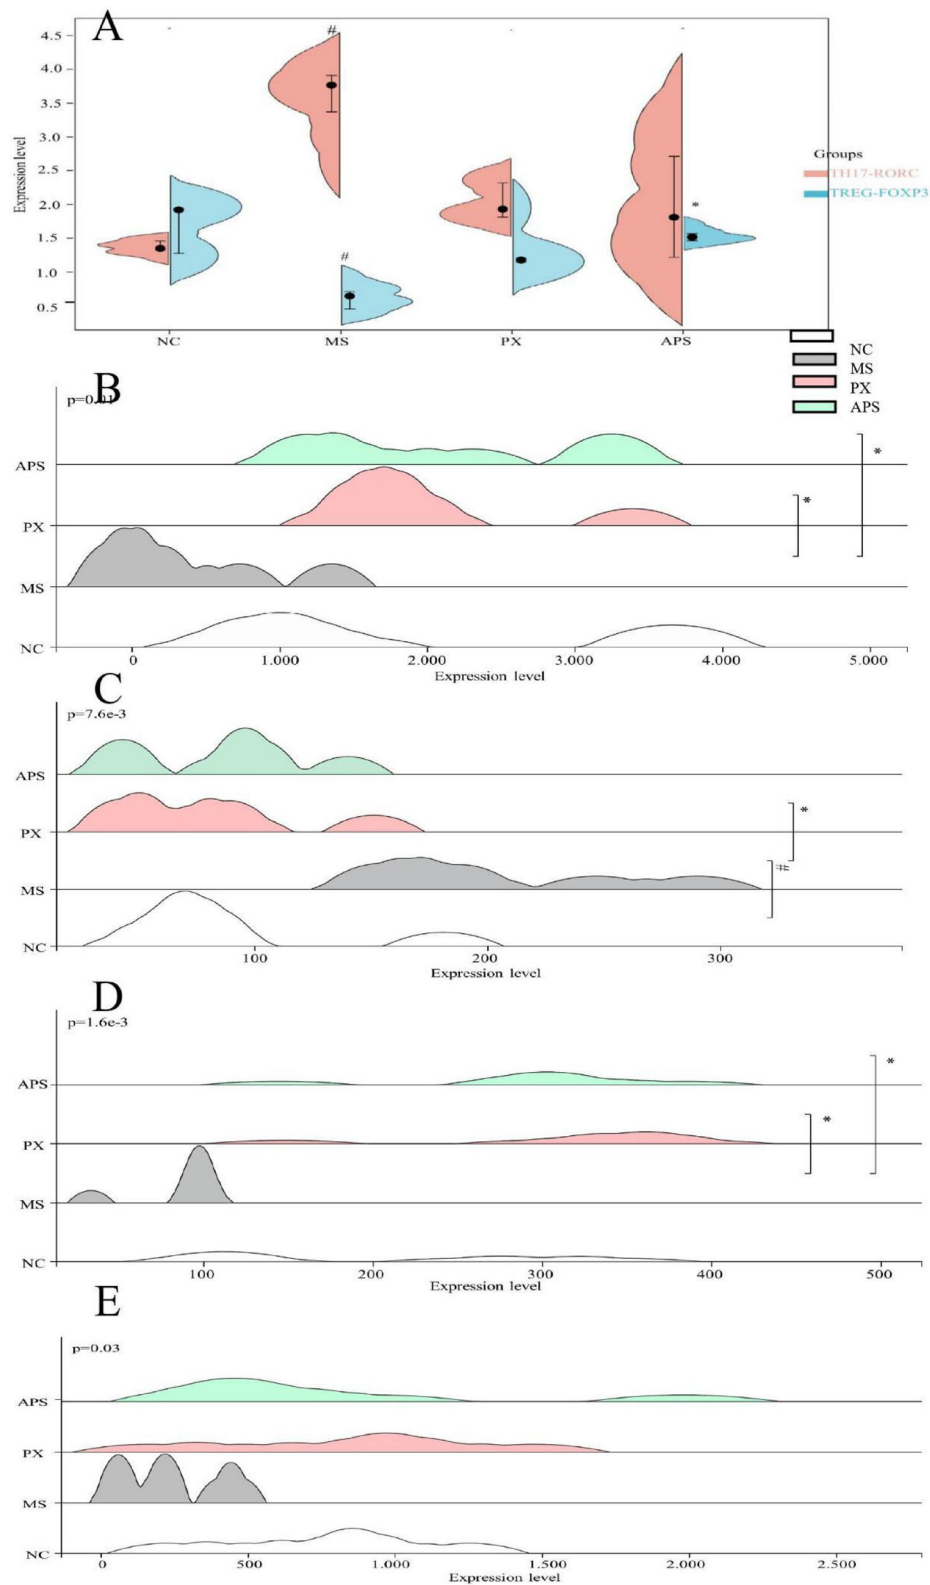 A
#
4.5
4.0
3.5
3.0
2.5
2.0
1.5
1.0
0.5
Expression level
#
*
Groups
TH17-RORC
TREG-FOXP3
NC MS PX APS
NC
MS
PX
APS
B
p=0.01
APS
*
*
PX
MS
NC
0 1.000 2.000 3.000 4.000 5.000
Expression level
C
p=7.6e-3
APS
*
PX
#
MS
NC
100 200 300
Expression level
D
p=1.6e-3
APS
*
*
PX
MS
NC
100 200 300 400 500
Expression level
E
p=0.03
APS
PX
MS
NC
0 500 1.000 1.500 2.000 2.500
Expression level